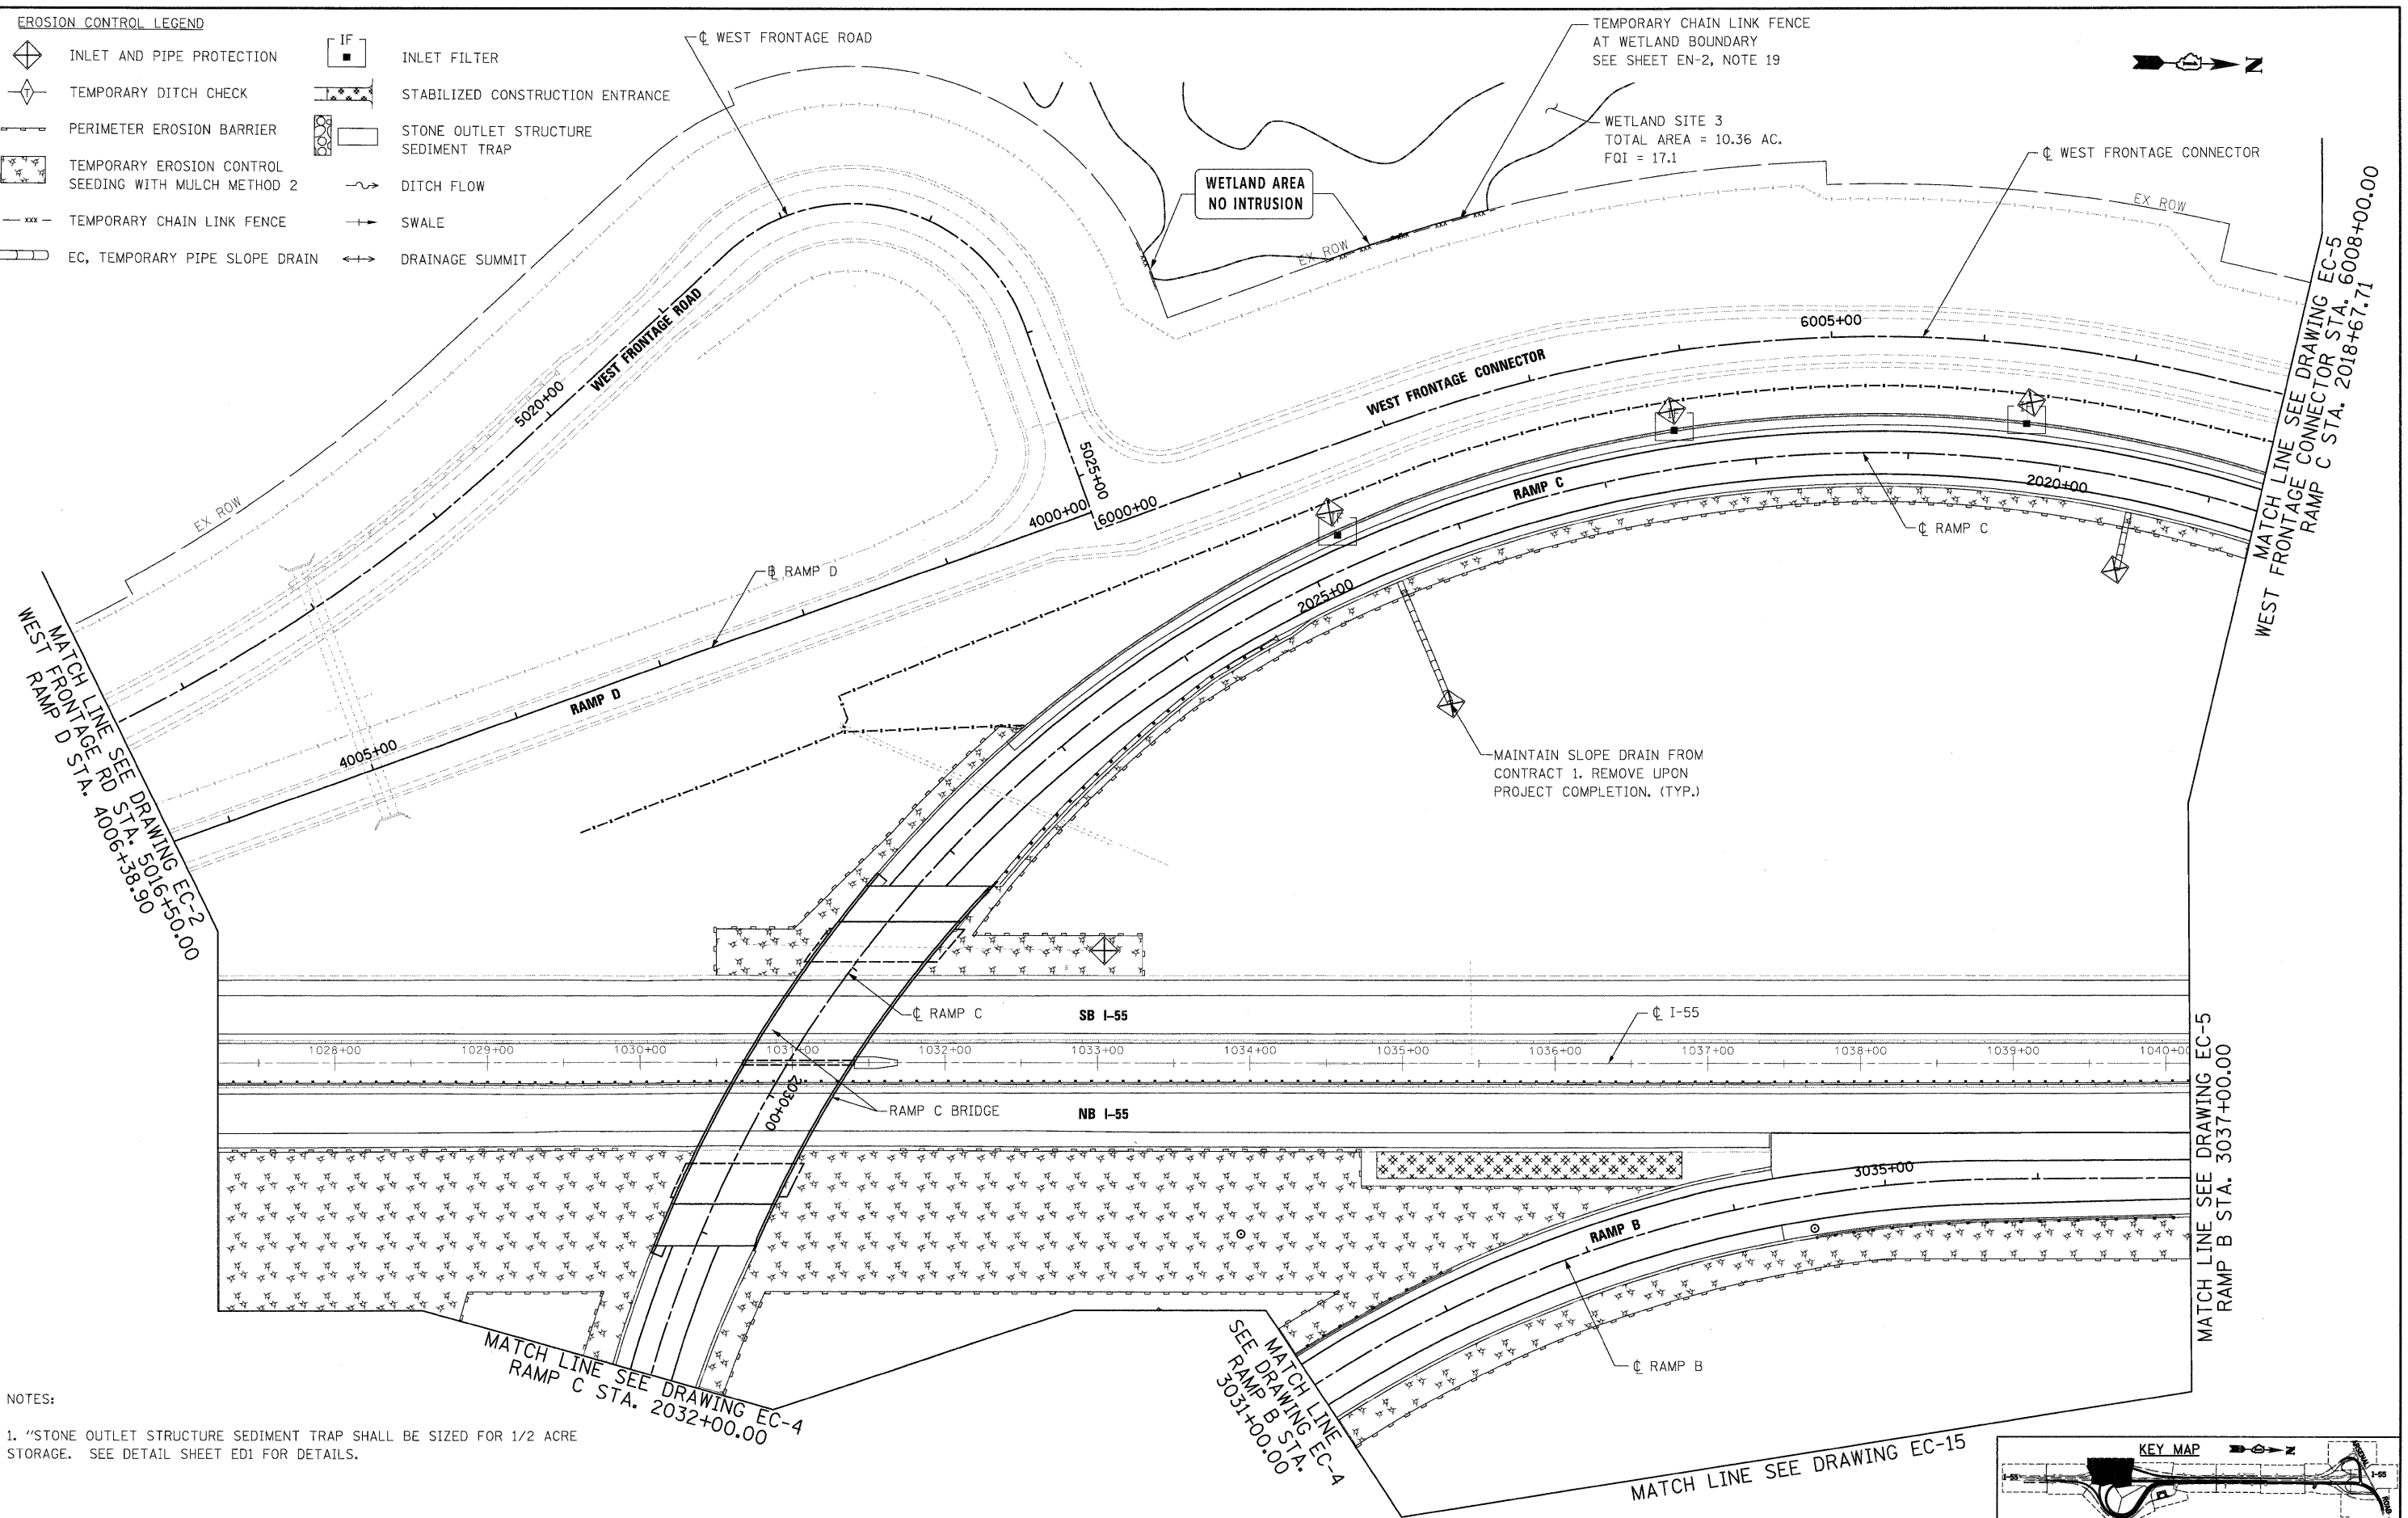 EROSION CONTROL LEGEND
INLET AND PIPE PROTECTION
TEMPORARY DITCH CHECK
PERIMETER EROSION BARRIER
TEMPORARY EROSION CONTROL
SEEDING WITH MULCH METHOD 2
XXX
TEMPORARY CHAIN LINK FENCE
EC, TEMPORARY PIPE SLOPE DRAIN
IF
INLET FILTER
STABILIZED CONSTRUCTION ENTRANCE
STONE OUTLET STRUCTURE
SEDIMENT TRAP
DITCH FLOW
SWALE
DRAINAGE SUMMIT
℄ WEST FRONTAGE ROAD
TEMPORARY CHAIN LINK FENCE
AT WETLAND BOUNDARY
SEE SHEET EN-2, NOTE 19
N
WETLAND SITE 3
TOTAL AREA = 10.36 AC.
FQI = 17.1
℄ WEST FRONTAGE CONNECTOR
WETLAND AREA
NO INTRUSION
EX ROW
EX ROW
EX ROW
WEST FRONTAGE ROAD
5020+00
5025+00
4000+00
6000+00
WEST FRONTAGE CONNECTOR
6005+00
RAMP C
2020+00
℄ RAMP C
2025+00
MATCH LINE SEE DRAWING EC-5
WEST FRONTAGE CONNECTOR STA. 6008+00.00
RAMP C STA. 2018+67.71
RAMP D
RAMP D
4005+00
MATCH LINE SEE DRAWING EC-2
WEST FRONTAGE RD STA. 5016+50.00
RAMP D STA. 4006+38.90
MAINTAIN SLOPE DRAIN FROM
CONTRACT 1. REMOVE UPON
PROJECT COMPLETION. (TYP.)
℄ RAMP C
SB I-55
℄ I-55
1028+00
1029+00
1030+00
1031+00
1032+00
1033+00
1034+00
1035+00
1036+00
1037+00
1038+00
1039+00
1040+00
2030+00
RAMP C BRIDGE
NB I-55
3035+00
RAMP B
℄ RAMP B
MATCH LINE SEE DRAWING EC-5
RAMP B STA. 3037+00.00
MATCH LINE SEE DRAWING EC-4
RAMP C STA. 2032+00.00
MATCH LINE
SEE DRAWING EC-4
RAMP B STA.
3031+00.00
MATCH LINE SEE DRAWING EC-15
NOTES:
1. "STONE OUTLET STRUCTURE SEDIMENT TRAP SHALL BE SIZED FOR 1/2 ACRE
STORAGE. SEE DETAIL SHEET ED1 FOR DETAILS.
KEY MAP
N
I-55
I-55
ROAD